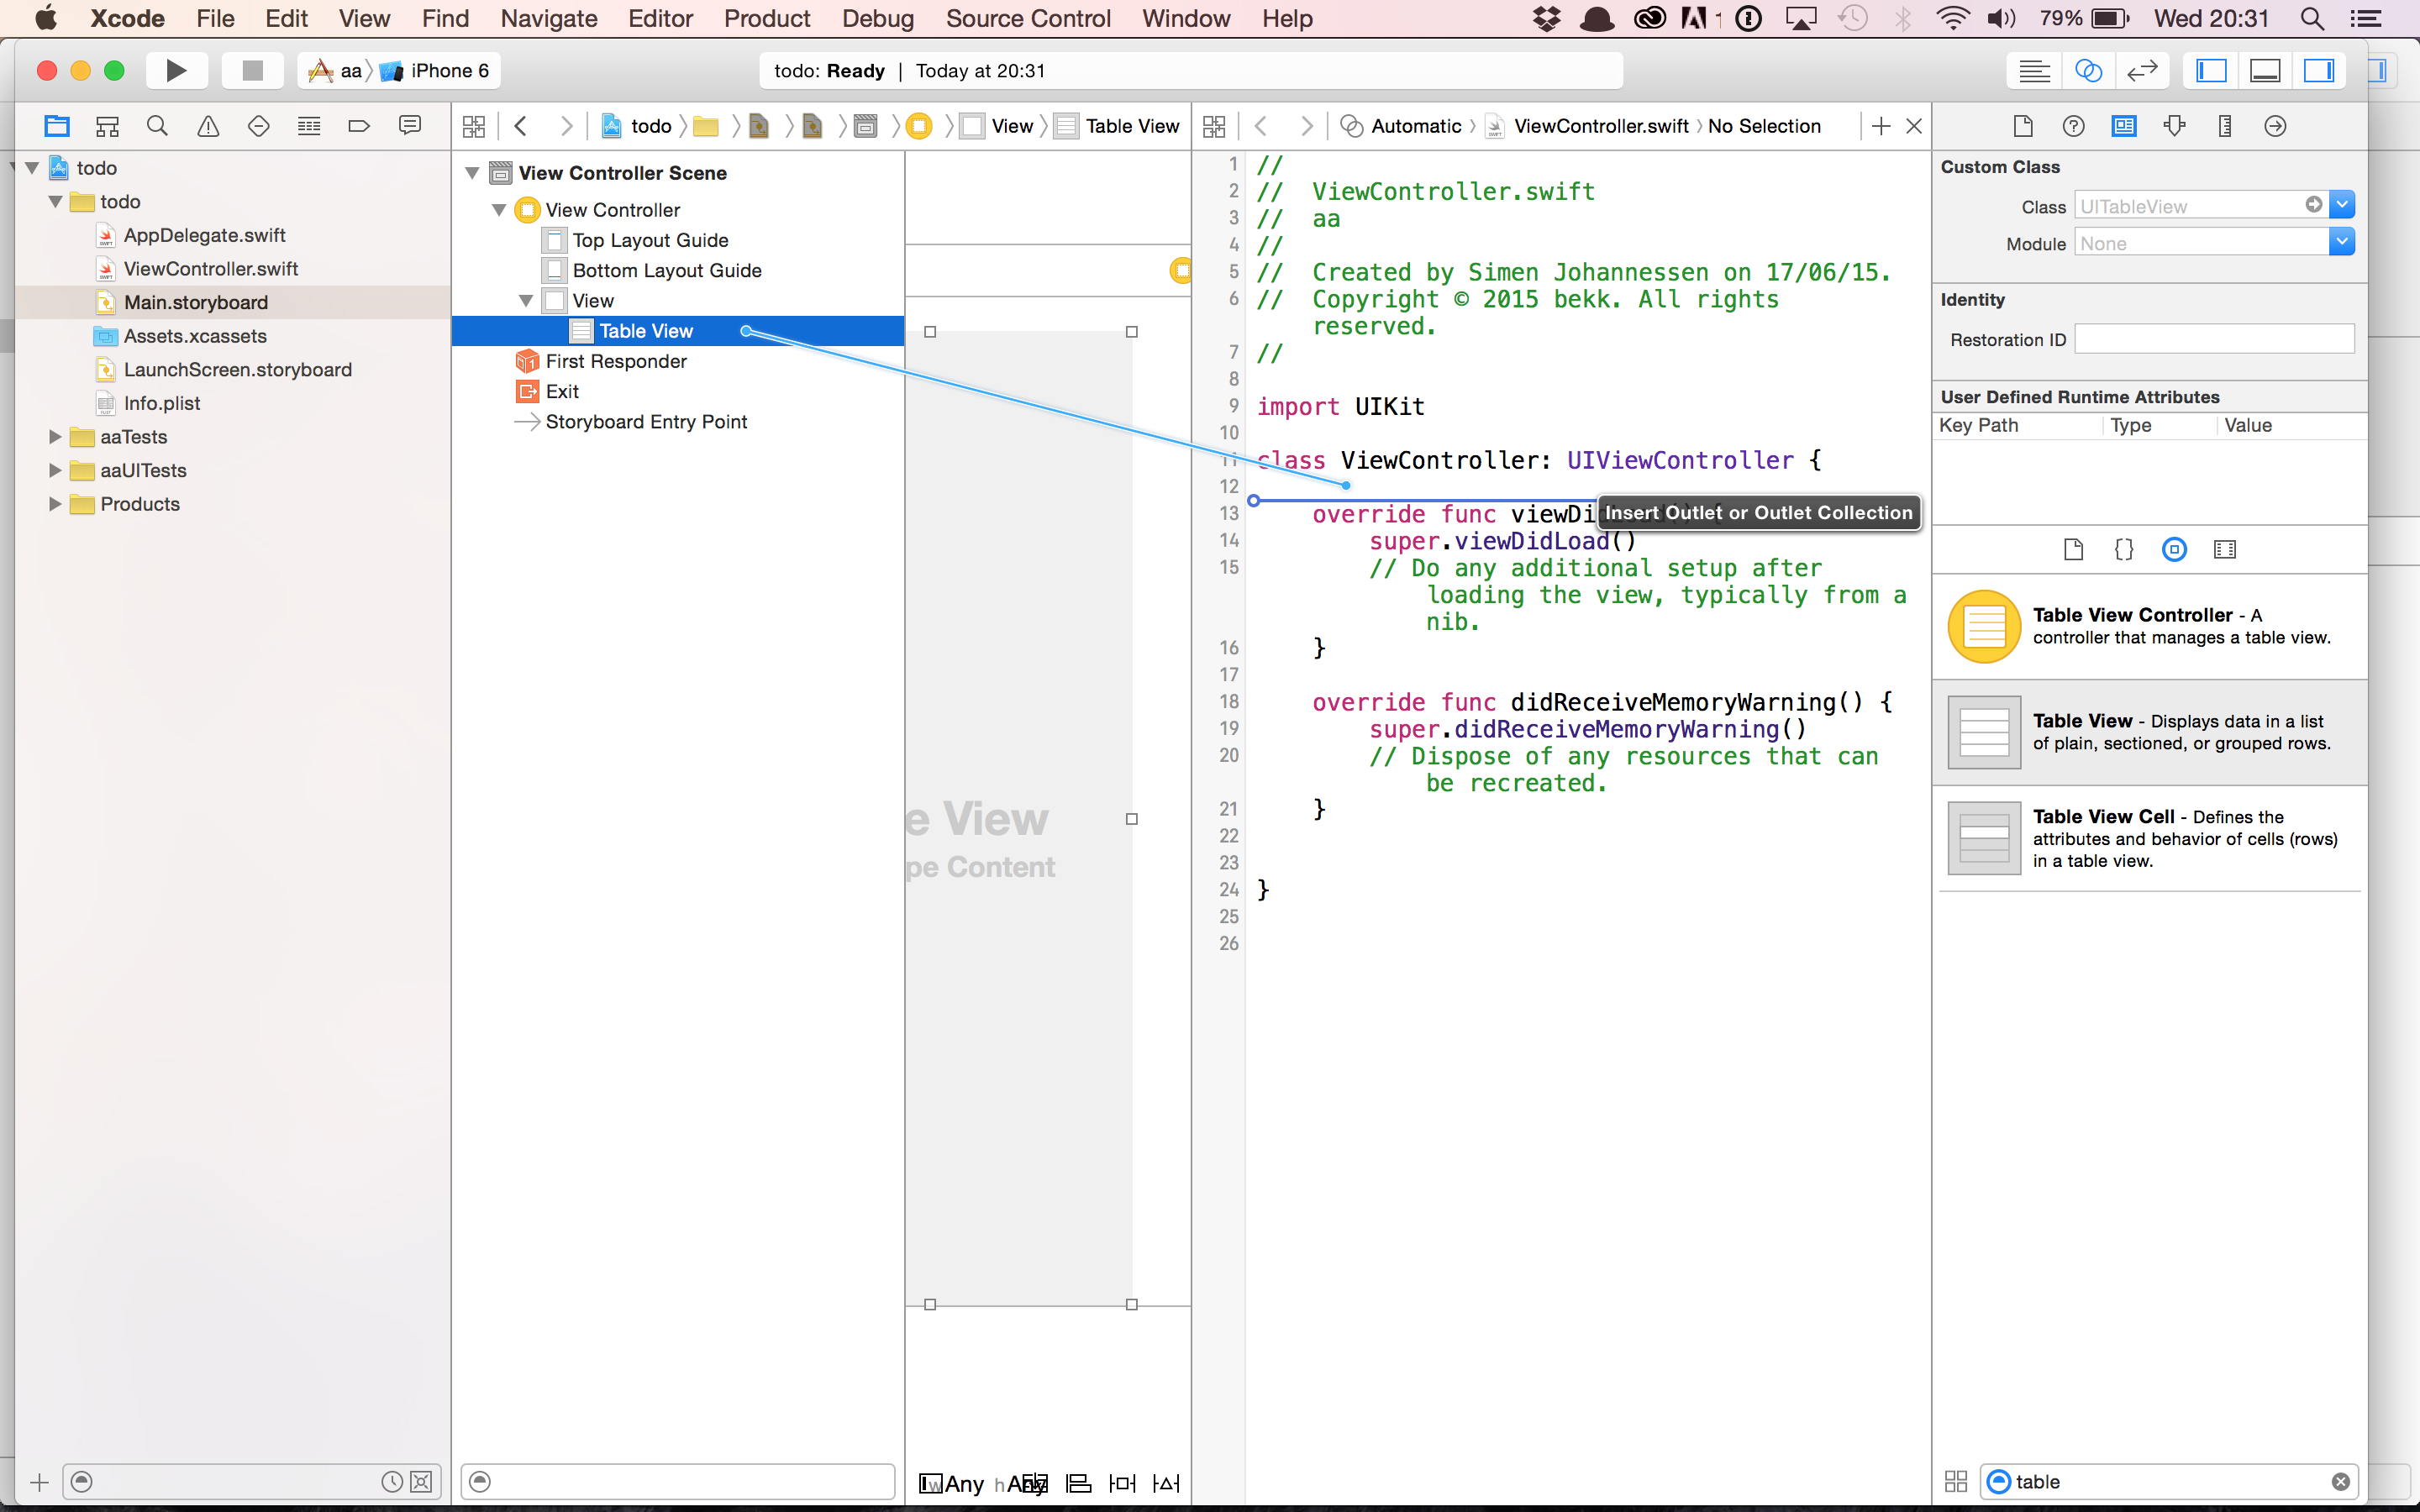 Xcode File Edit View Find Navigate Editor Product Debug Source Control Window Help 1 79% Wed 20:31
aa iPhone 6
todo: Ready | Today at 20:31
todo View Table View
Automatic ViewController.swift No Selection
todo
todo
AppDelegate.swift
ViewController.swift
Main.storyboard
Assets.xcassets
LaunchScreen.storyboard
Info.plist
aaTests
aaUITests
Products
View Controller Scene
View Controller
Top Layout Guide
Bottom Layout Guide
View
Table View
First Responder
Exit
Storyboard Entry Point
e View
pe Content
Any
h
1 //
2 //  ViewController.swift
3 //  aa
4 //
5 //  Created by Simen Johannessen on 17/06/15.
6 //  Copyright © 2015 bekk. All rights
reserved.
7 //
8
9 import UIKit
10
11 class ViewController: UIViewController {
12
Insert Outlet or Outlet Collection
13 override func
14 super.viewDidLoad()
15 // Do any additional setup after
loading the view, typically from a
nib.
16 }
17
18 override func didReceiveMemoryWarning() {
19 super.didReceiveMemoryWarning()
20 // Dispose of any resources that can
be recreated.
21 }
22
23
24 }
25
26
Custom Class
Class UITableView
Module None
Identity
Restoration ID
User Defined Runtime Attributes
Key Path Type Value
Table View Controller - A
controller that manages a table view.
Table View - Displays data in a list
of plain, sectioned, or grouped rows.
Table View Cell - Defines the
attributes and behavior of cells (rows)
in a table view.
table